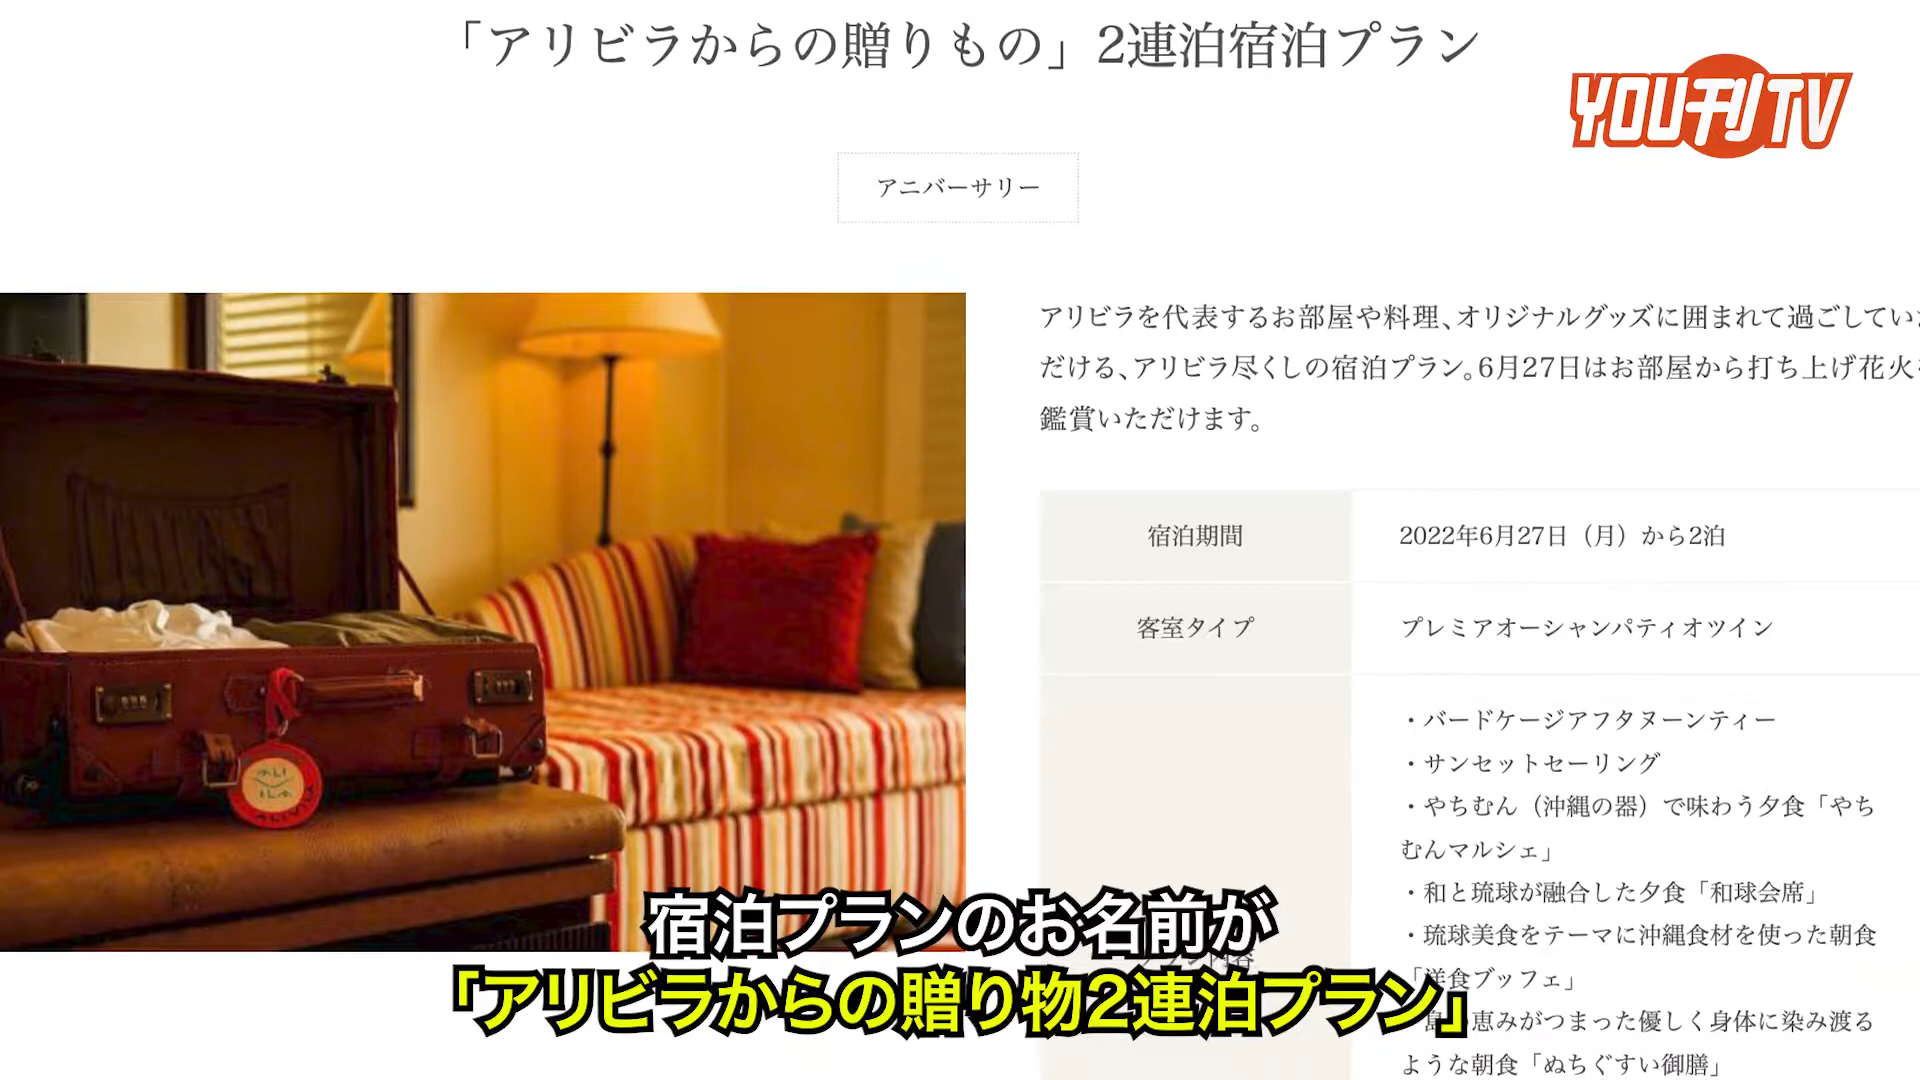 「アリビラからの贈りもの」2連泊宿泊プラン
YOU刊TV
アニバーサリー
アリビラを代表するお部屋や料理、オリジナルグッズに囲まれて過ごしていた
だける、アリビラ尽くしの宿泊プラン。6月27日はお部屋から打ち上げ花火を
鑑賞いただけます。
宿泊期間
2022年6月27日（月）から2泊
客室タイプ
プレミアオーシャンパティオツイン
・バードケージアフタヌーンティー
・サンセットセーリング
・やちむん（沖縄の器）で味わう夕食「やち
むんマルシェ」
・和と琉球が融合した夕食「和球会席」
・琉球美食をテーマに沖縄食材を使った朝食
「洋食ブッフェ」
恵みがつまった優しく身体に染み渡る
ような朝食「ぬちぐすい御膳」
宿泊プランのお名前が
「アリビラからの贈り物2連泊プラン」